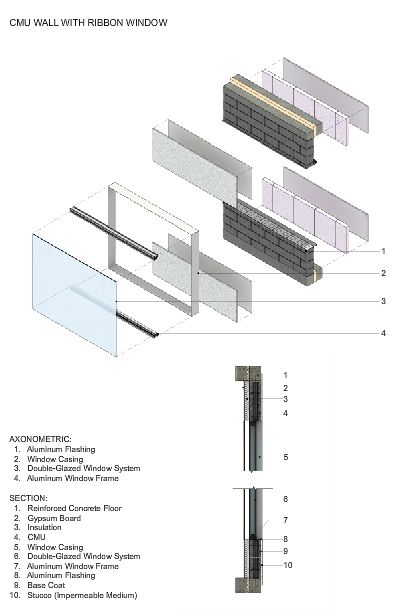 CMU WALL WITH RIBBON WINDOW
1
2
3
4
1
2
3
4
5
6
7
8
9
10
AXONOMETRIC:
1. Aluminum Flashing
2. Window Casing
3. Double-Glazed Window System
4. Aluminum Window Frame
SECTION:
1. Reinforced Concrete Floor
2. Gypsum Board
3. Insulation
4. CMU
5. Window Casing
6. Double-Glazed Window System
7. Aluminum Window Frame
8. Aluminum Flashing
9. Base Coat
10. Stucco (Impermeable Medium)